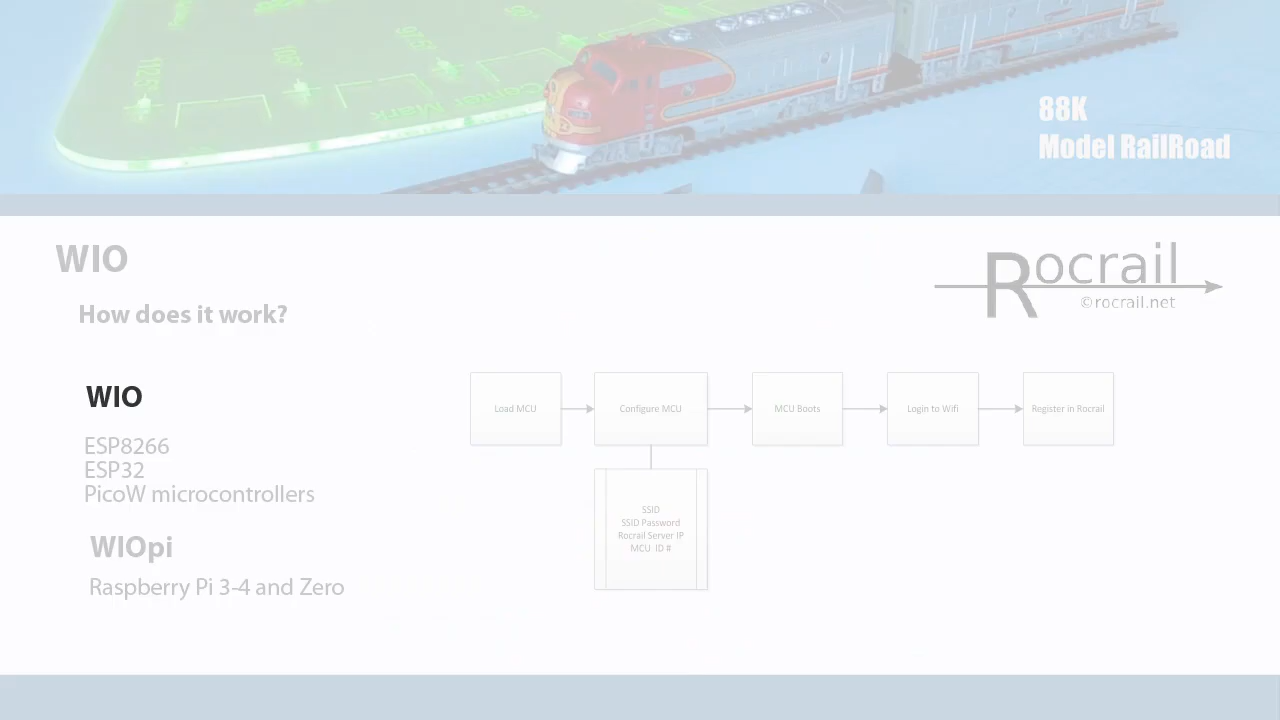 88K
Model RailRoad
WIO
Rocrail
©rocrail.net
How does it work?
WIO
ESP8266
ESP32
PicoW microcontrollers
WIOpi
Raspberry Pi 3-4 and Zero
Load MCU
Configure MCU
MCU Boots
Login to Wifi
Register in Rocrail
SSID
SSID Password
Rocrail Server IP
MCU ID #
Center Mark